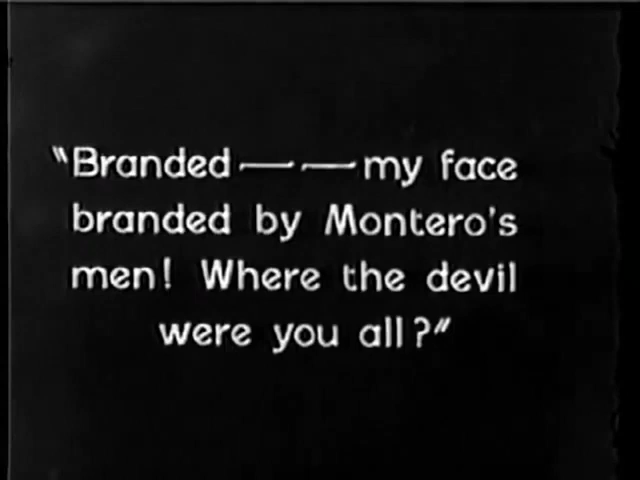 "Branded — — my face
branded by Montero's
men! Where the devil
were you all?"